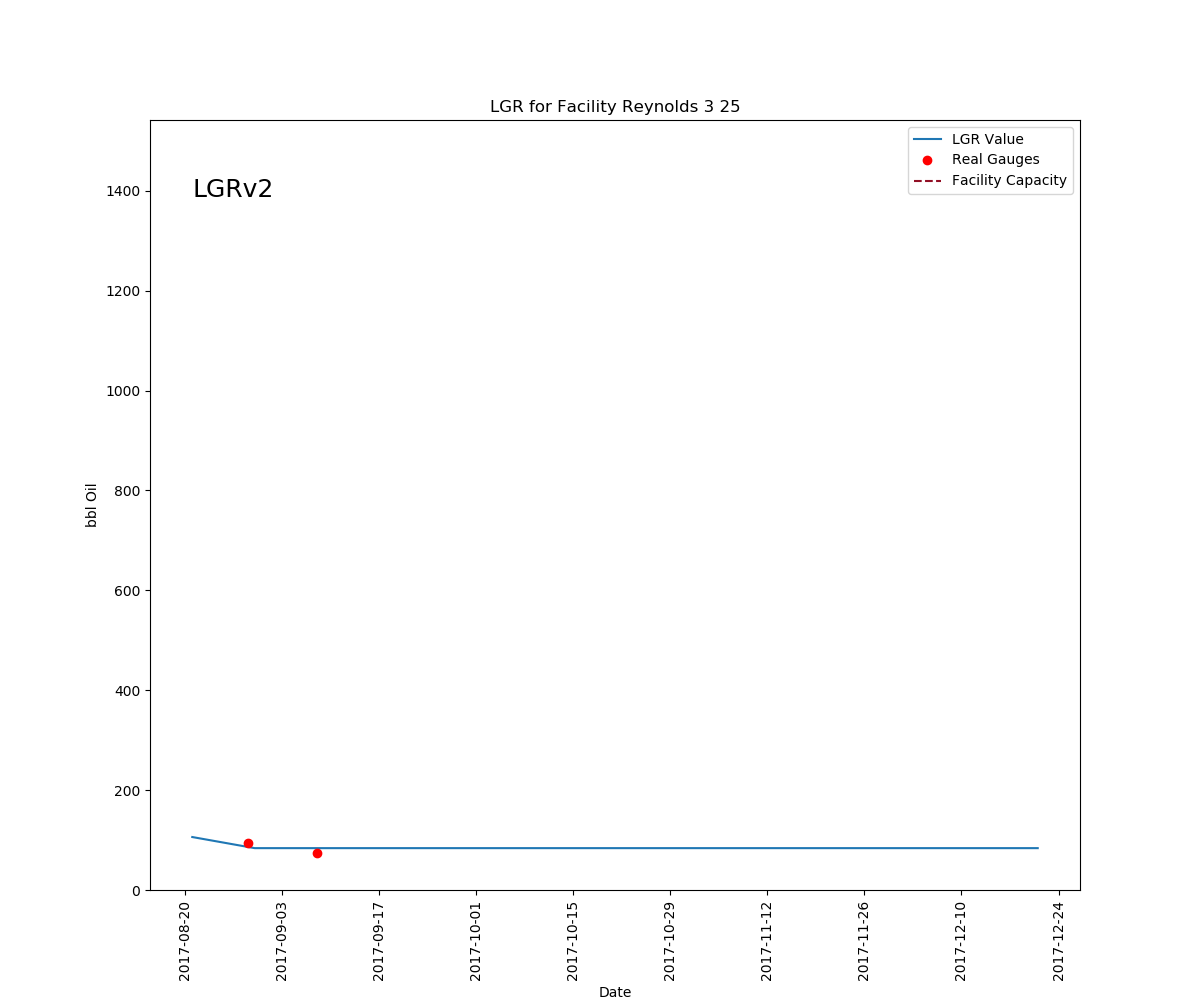 LGR for Facility Reynolds 3 25
LGR Value
Real Gauges
Facility Capacity
LGRv2
1400
1200
1000
800
600
400
200
0
bbl Oil
2017-08-20
2017-09-03
2017-09-17
2017-10-01
2017-10-15
2017-10-29
2017-11-12
2017-11-26
2017-12-10
2017-12-24
Date